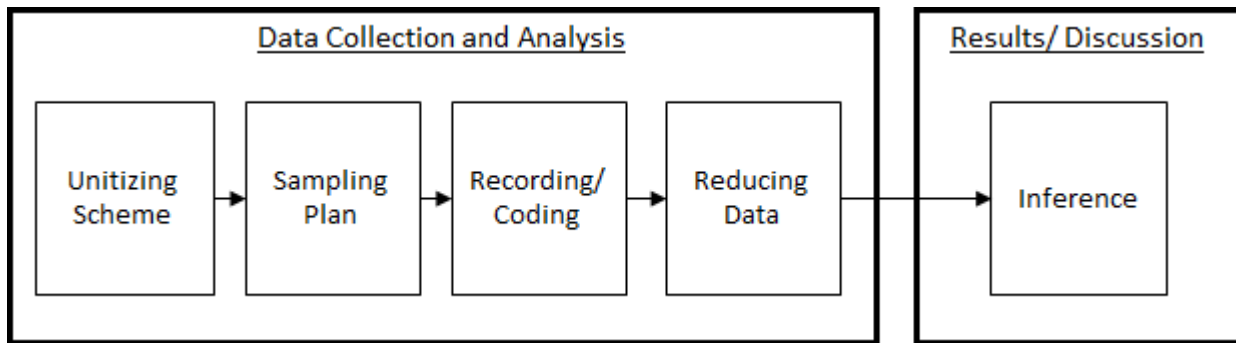 Data Collection and Analysis
Results/ Discussion
Unitizing
Scheme
Sampling
Plan
Recording/
Coding
Reducing
Data
Inference